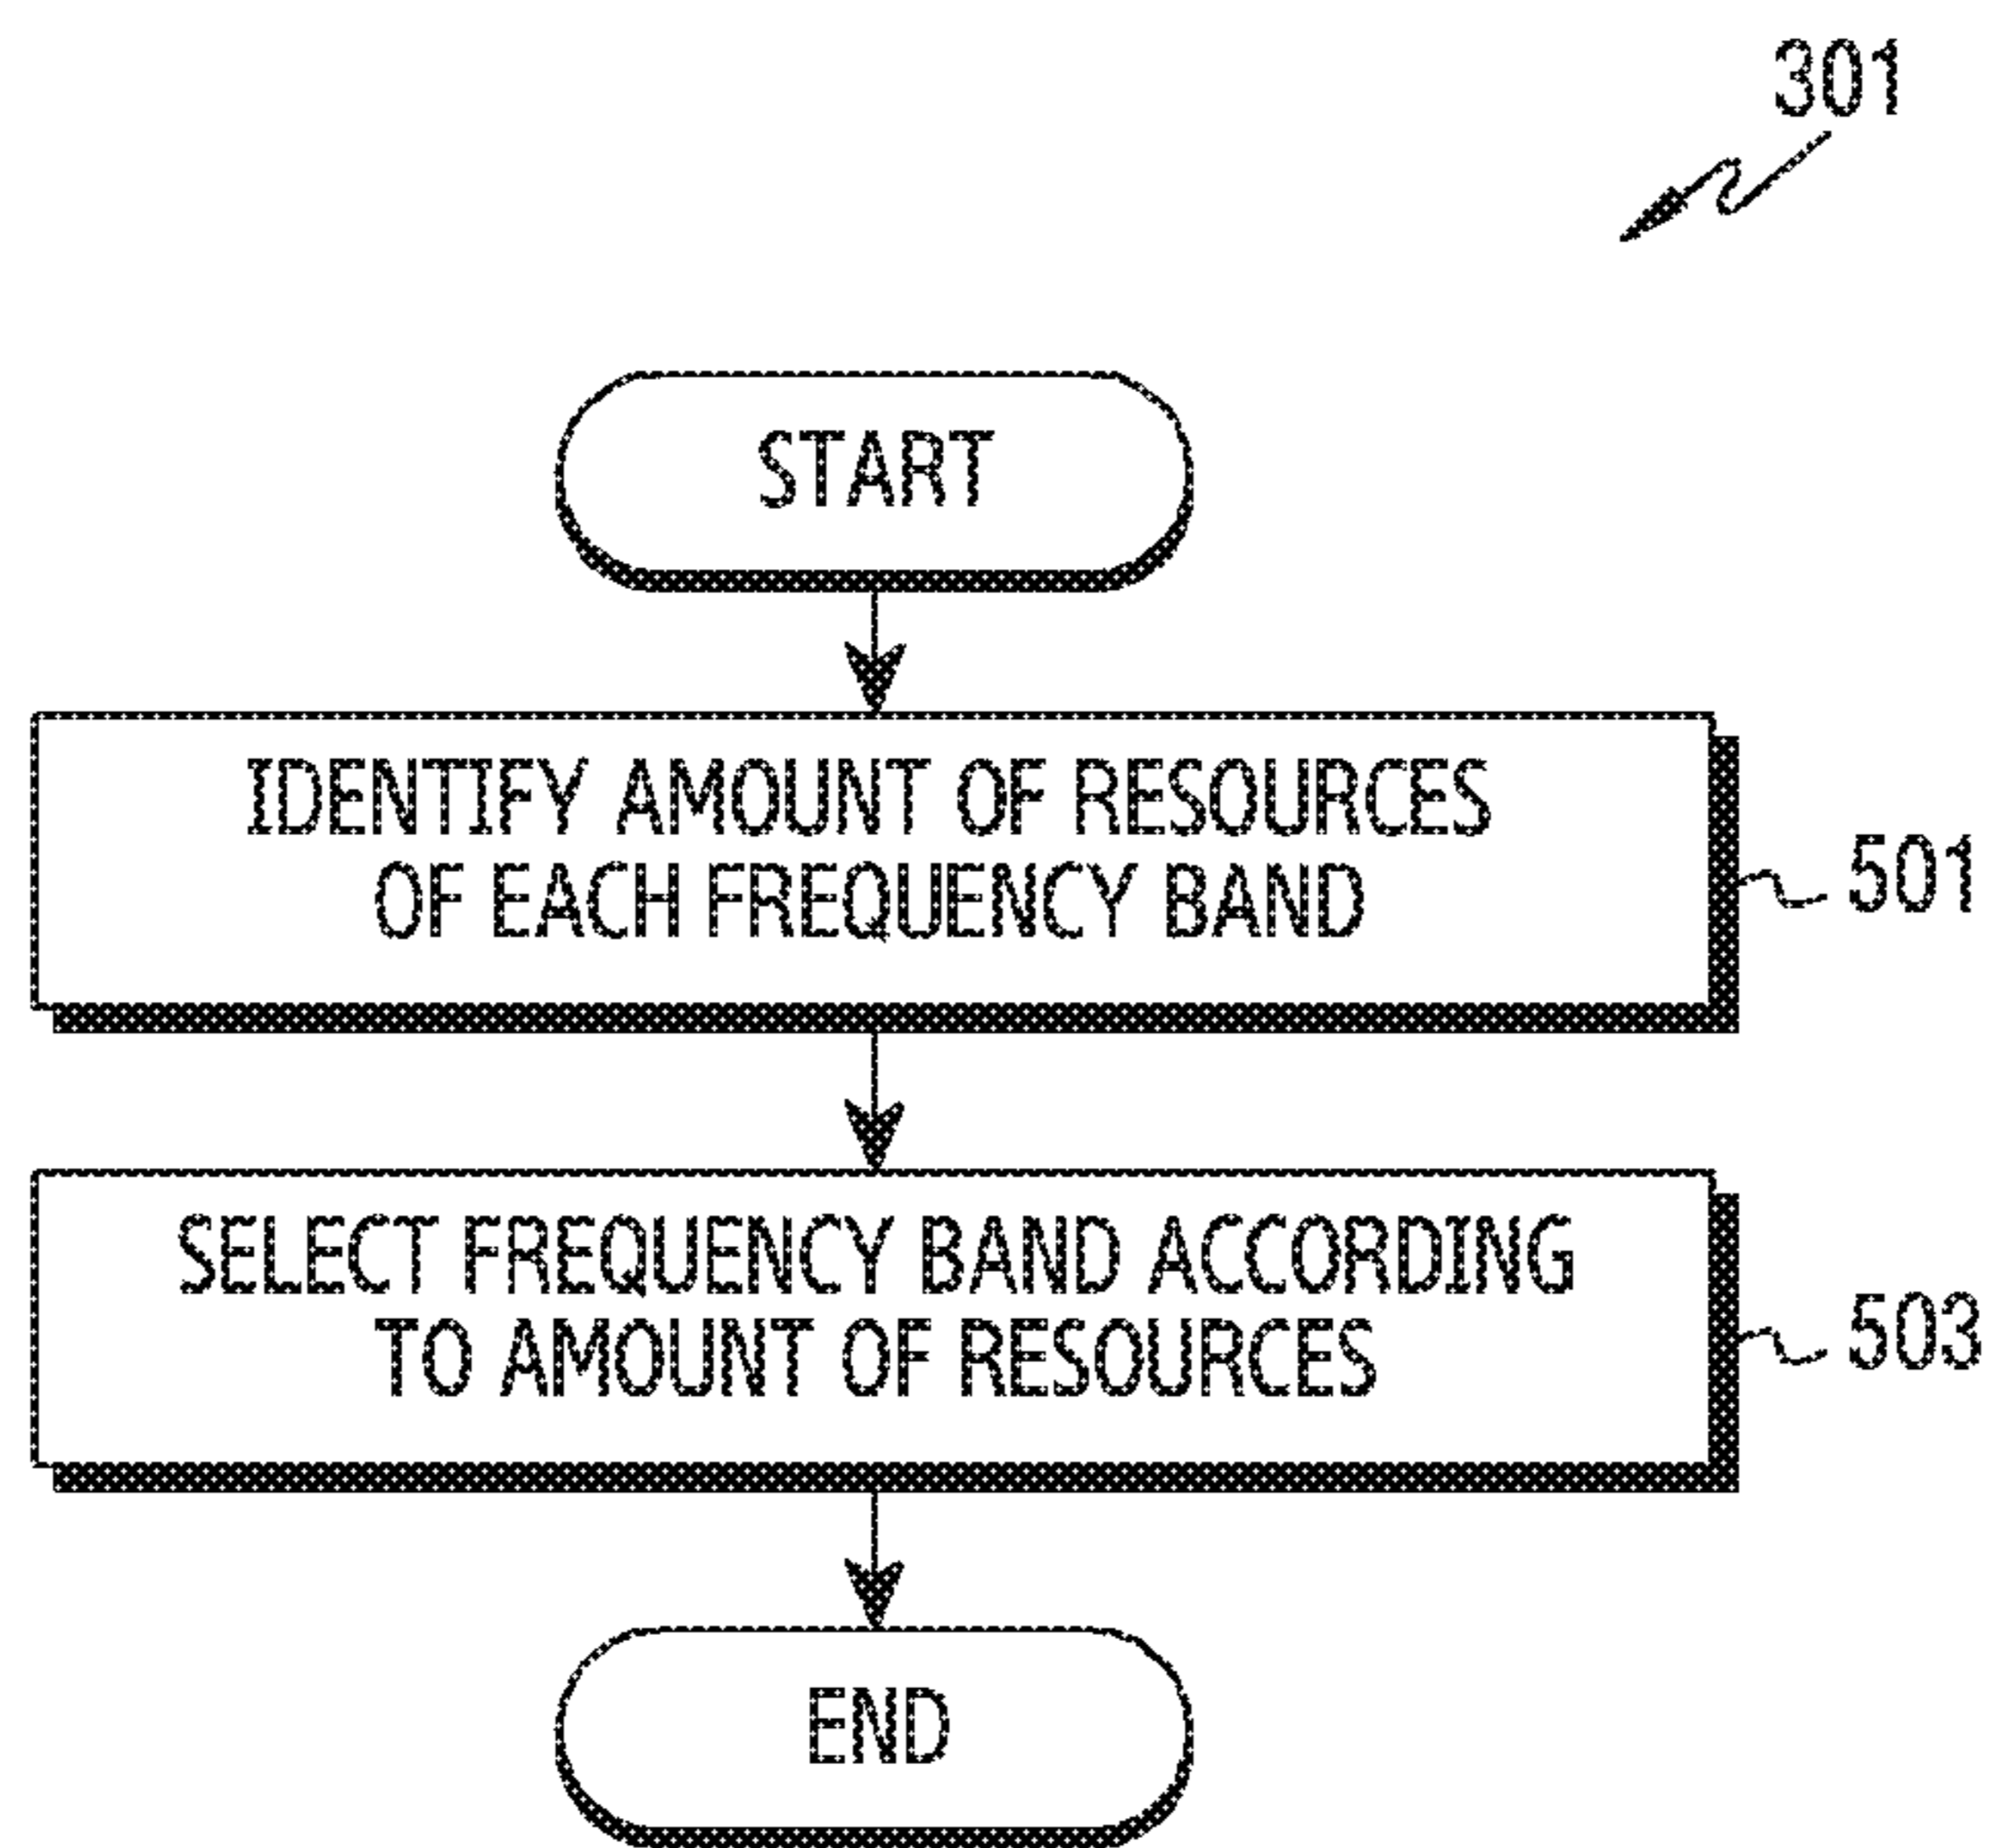 301
START
IDENTIFY AMOUNT OF RESOURCES
OF EACH FREQUENCY BAND
501
SELECT FREQUENCY BAND ACCORDING
TO AMOUNT OF RESOURCES
503
END